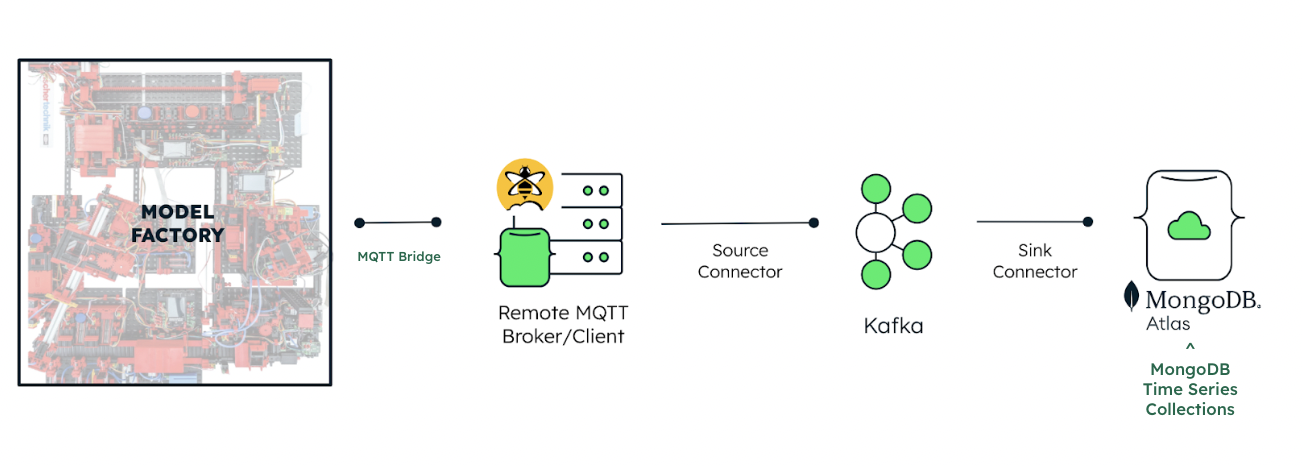 MODEL
FACTORY
MQTT Bridge
Remote MQTT
Broker/Client
Source
Connector
Kafka
Sink
Connector
MongoDB®
Atlas
^
MongoDB
Time Series
Collections